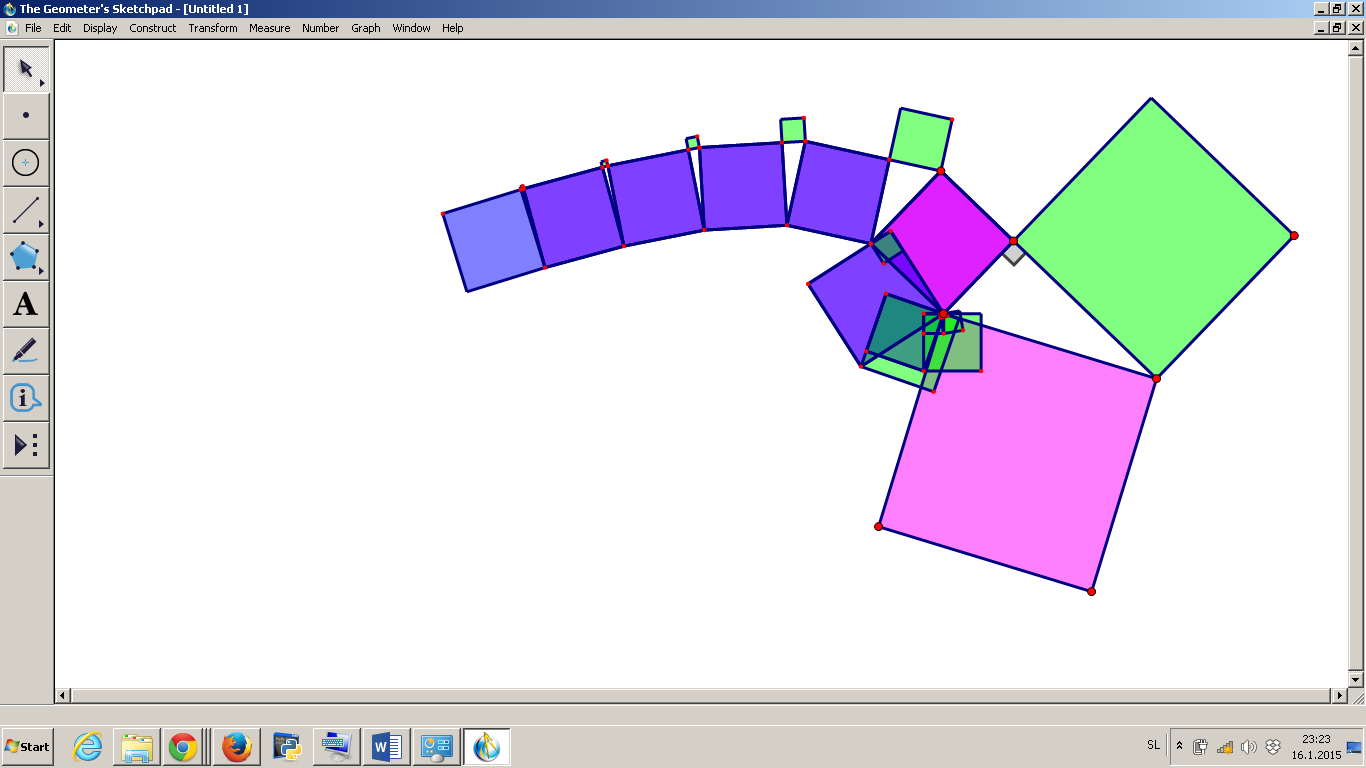 The Geometer's Sketchpad - [Untitled 1]
File Edit Display Construct Transform Measure Number Graph Window Help
A
Start
W
SL
23:23
16.1.2015